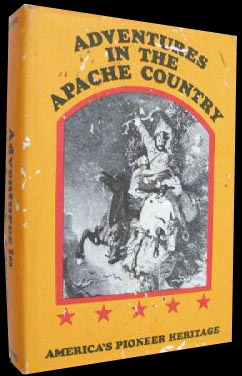 ADVENTURES
IN THE
APACHE COUNTRY
AMERICA'S PIONEER HERITAGE
Adventures in